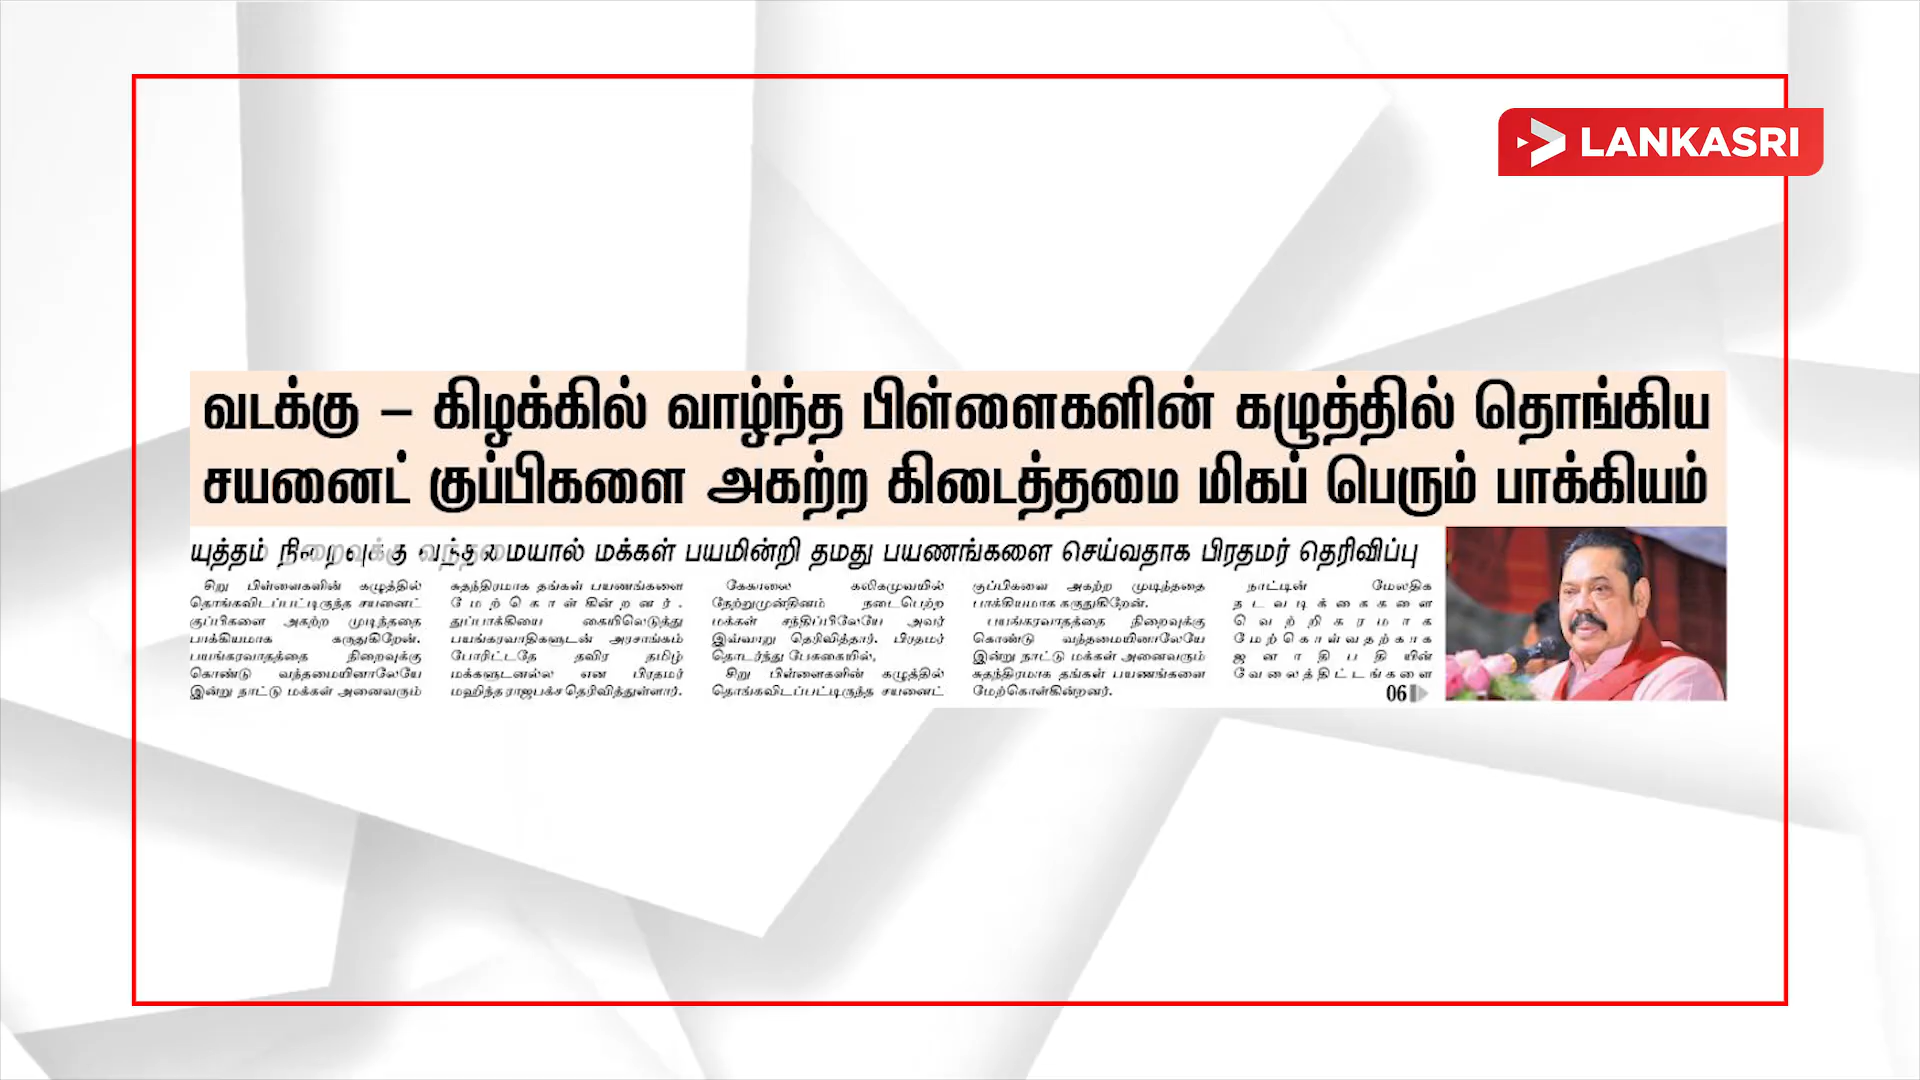 LANKASRI
வடக்கு – கிழக்கில் வாழ்ந்த பிள்ளைகளின் கழுத்தில் தொங்கிய
சயனைட் குப்பிகளை அகற்ற கிடைத்தமை மிகப் பெரும் பாக்கியம்
யுத்தம் நிறைவுக்கு வந்தமையால் மக்கள் பயமின்றி தமது பயணங்களை செய்வதாக பிரதமர் தெரிவிப்பு
சிறு பிள்ளைகளின் கழுத்தில்
தொங்கவிடப்பட்டிருந்த சயனைட்
குப்பிகளை அகற்ற முடிந்ததை
பாக்கியமாக கருதுகிறேன்.
பயங்கரவாதத்தை நிறைவுக்கு
கொண்டு வந்தமையினாலேயே
இன்று நாட்டு மக்கள் அனைவரும்
சுதந்திரமாக தங்கள் பயணங்களை
மேற்கொள்கின்றனர்.
துப்பாக்கியை கையிலெடுத்து
பயங்கரவாதிகளுடன் அரசாங்கம்
போரிட்டதே தவிர தமிழ்
மக்களுடனல்ல என பிரதமர்
மஹிந்த ராஜபக்ச தெரிவித்துள்ளார்.
கேகாலை கலிகமுவயில்
நேற்றுமுன்தினம் நடைபெற்ற
மக்கள் சந்திப்பிலேயே அவர்
இவ்வாறு தெரிவித்தார். பிரதமர்
தொடர்ந்து பேசுகையில்,
சிறு பிள்ளைகளின் கழுத்தில்
தொங்கவிடப்பட்டிருந்த சயனைட்
குப்பிகளை அகற்ற முடிந்ததை
பாக்கியமாக கருதுகிறேன்.
பயங்கரவாதத்தை நிறைவுக்கு
கொண்டு வந்தமையினாலேயே
இன்று நாட்டு மக்கள் அனைவரும்
சுதந்திரமாக தங்கள் பயணங்களை
மேற்கொள்கின்றனர்.
நாட்டின் மேலதிக
தடவடிக்கைகளை
வெற்றிகரமாக
மேற்கொள்வதற்காக
ஜனாதிபதியின்
வேலைத்திட்டங்களை
06